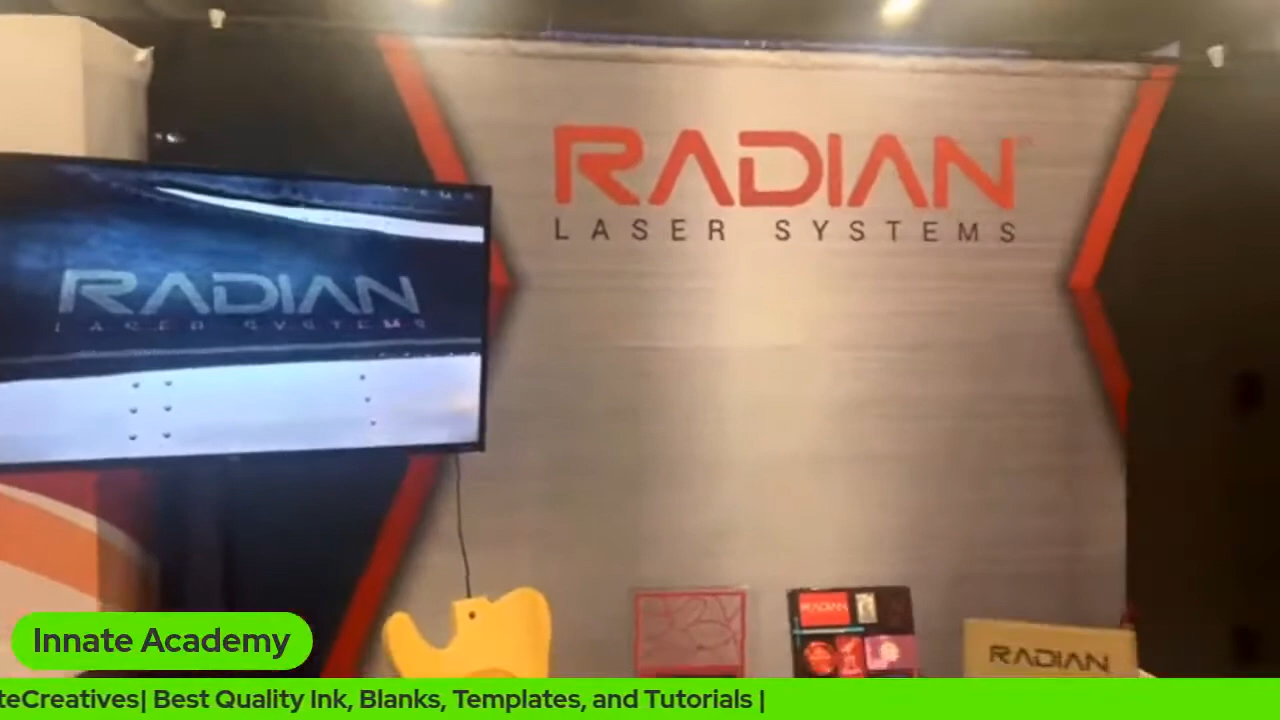 RADIAN
LASER SYSTEMS
RADIAN
LASER SYSTEMS
RADIAN
RADIAN
Innate Academy
teCreatives| Best Quality Ink, Blanks, Templates, and Tutorials |